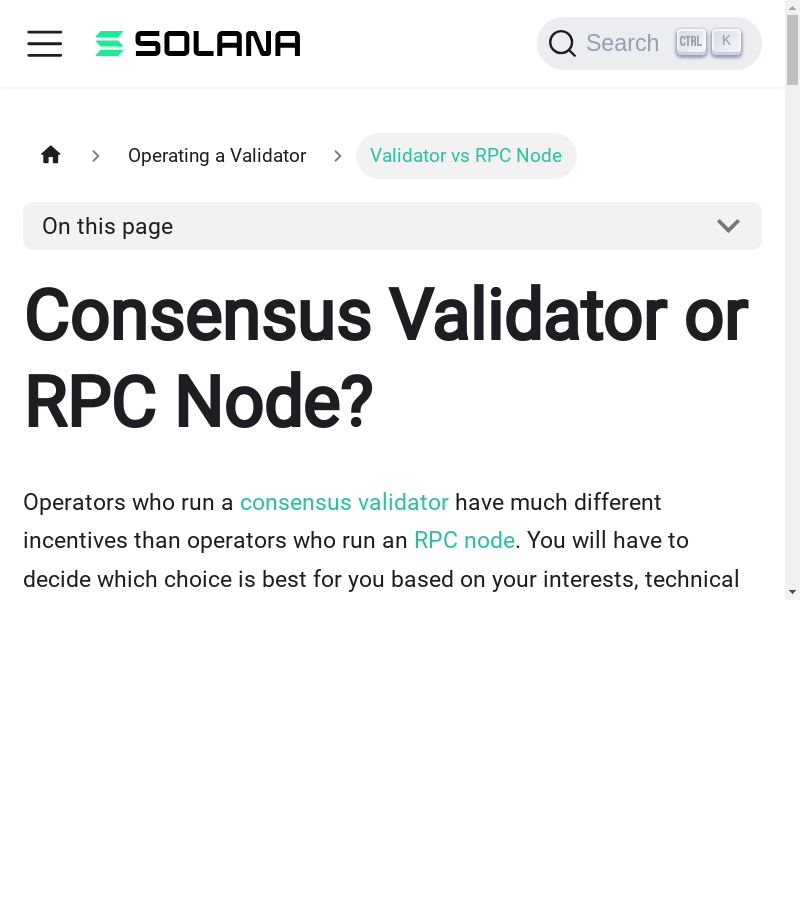 SOLANA
Search CTRL K
Operating a Validator
Validator vs RPC Node
On this page
Consensus Validator or
RPC Node?
Operators who run a consensus validator have much different
incentives than operators who run an RPC node. You will have to
decide which choice is best for you based on your interests, technical